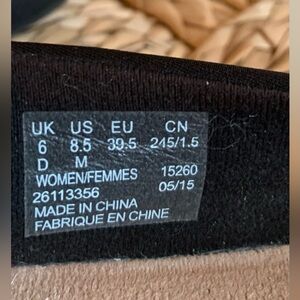 UK US EU CN
6 8.5 39.5 245/1.5
D M
WOMEN/FEMMES 15260
26113356 05/15
MADE IN CHINA
FABRIQUE EN CHINE